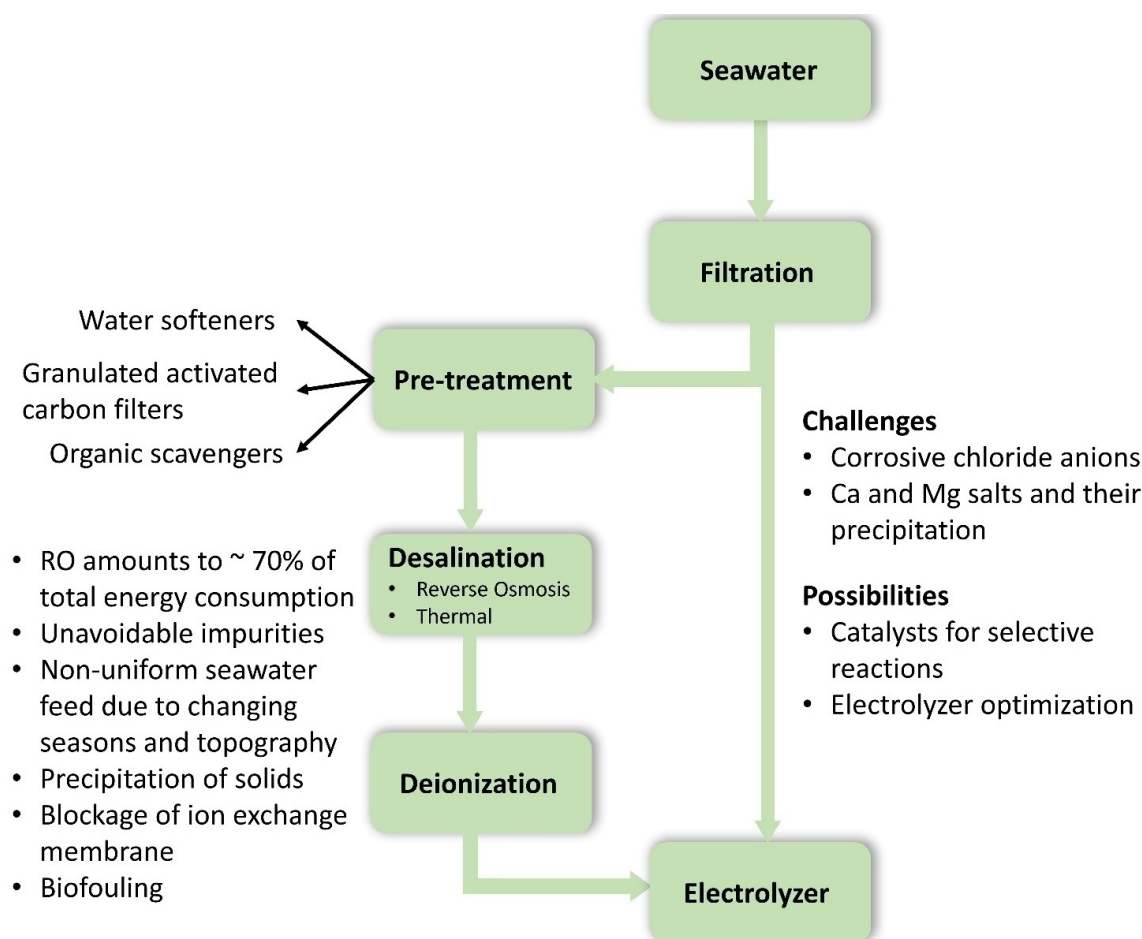 Seawater
Filtration
Water softeners
Granulated activated
carbon filters
Organic scavengers
Pre-treatment
Challenges
• Corrosive chloride anions
• Ca and Mg salts and their
precipitation
Possibilities
• Catalysts for selective
reactions
• Electrolyzer optimization
Desalination
• Reverse Osmosis
• Thermal
• RO amounts to ~ 70% of
total energy consumption
• Unavoidable impurities
• Non-uniform seawater
feed due to changing
seasons and topography
• Precipitation of solids
• Blockage of ion exchange
membrane
• Biofouling
Deionization
Electrolyzer